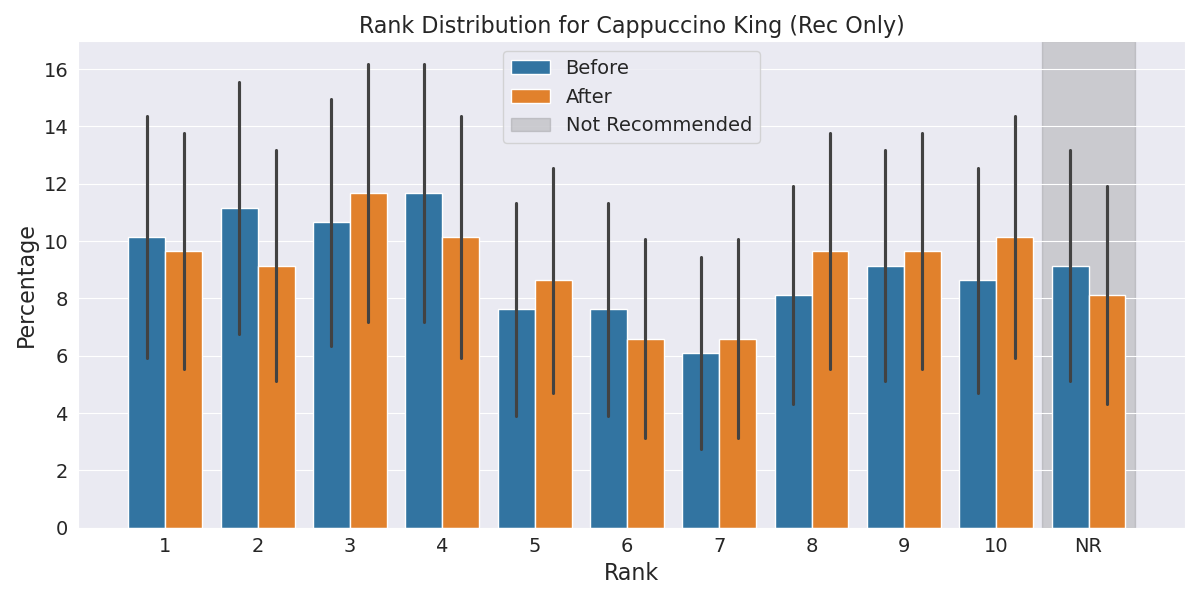 Rank Distribution for Cappuccino King (Rec Only)
Before
After
Not Recommended
Percentage
16
14
12
10
8
6
4
2
0
1 2 3 4 5 6 7 8 9 10 NR
Rank